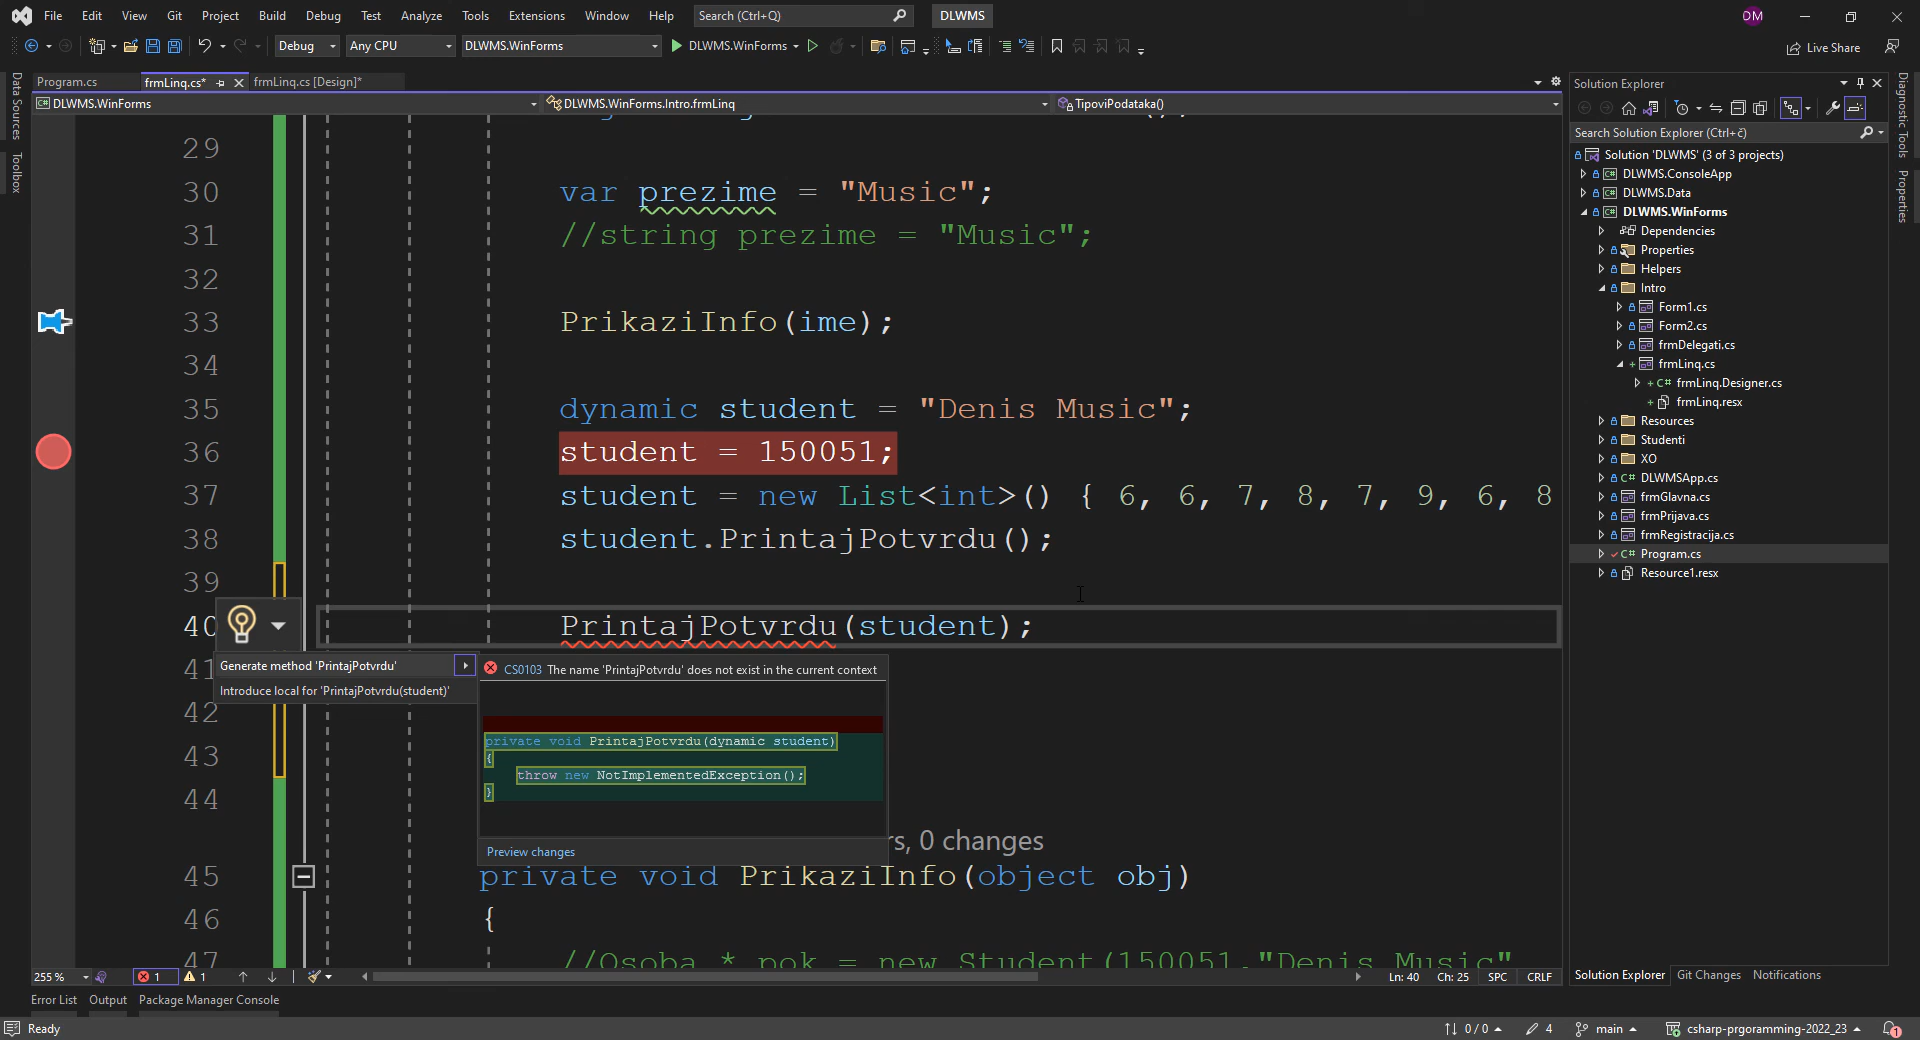 File Edit View Git Project Build Debug Test Analyze Tools Extensions Window Help Search (Ctrl+Q) DLWMS DM
Debug Any CPU DLWMS.WinForms DLWMS.WinForms Live Share
Program.cs frmLinq.cs* frmLinq.cs [Design]*
DLWMS.WinForms DLWMS.WinForms.Intro.frmLinq TipoviPodataka()
Data Sources
Toolbox
29
30 var prezime = "Music";
31 //string prezime = "Music";
32
33 PrikaziInfo(ime);
34
35 dynamic student = "Denis Music";
36 student = 150051;
37 student = new List<int>() { 6, 6, 7, 8, 7, 9, 6, 8
38 student.PrintajPotvrdu();
39
40 PrintajPotvrdu(student);
41
42
43
44
Generate method 'PrintajPotvrdu'
Introduce local for 'PrintajPotvrdu(student)'
CS0103 The name 'PrintajPotvrdu' does not exist in the current context
private void PrintajPotvrdu(dynamic student)
{
throw new NotImplementedException();
}
Preview changes
rs, 0 changes
45 private void PrikaziInfo(object obj)
46 {
47 //Osoba * pok = new Student(150051,"Denis Music"
255 % 1 1 Ln: 40 Ch: 25 SPC CRLF
Error List Output Package Manager Console
Ready 0 / 0 4 main csharp-prgoramming-2022_23 1
Solution Explorer
Search Solution Explorer (Ctrl+č)
Solution 'DLWMS' (3 of 3 projects)
DLWMS.ConsoleApp
DLWMS.Data
DLWMS.WinForms
Dependencies
Properties
Helpers
Intro
Form1.cs
Form2.cs
frmDelegati.cs
frmLinq.cs
frmLinq.Designer.cs
frmLinq.resx
Resources
Studenti
XO
DLWMSApp.cs
frmGlavna.cs
frmPrijava.cs
frmRegistracija.cs
Program.cs
Resource1.resx
Solution Explorer Git Changes Notifications
Diagnostic Tools
Properties